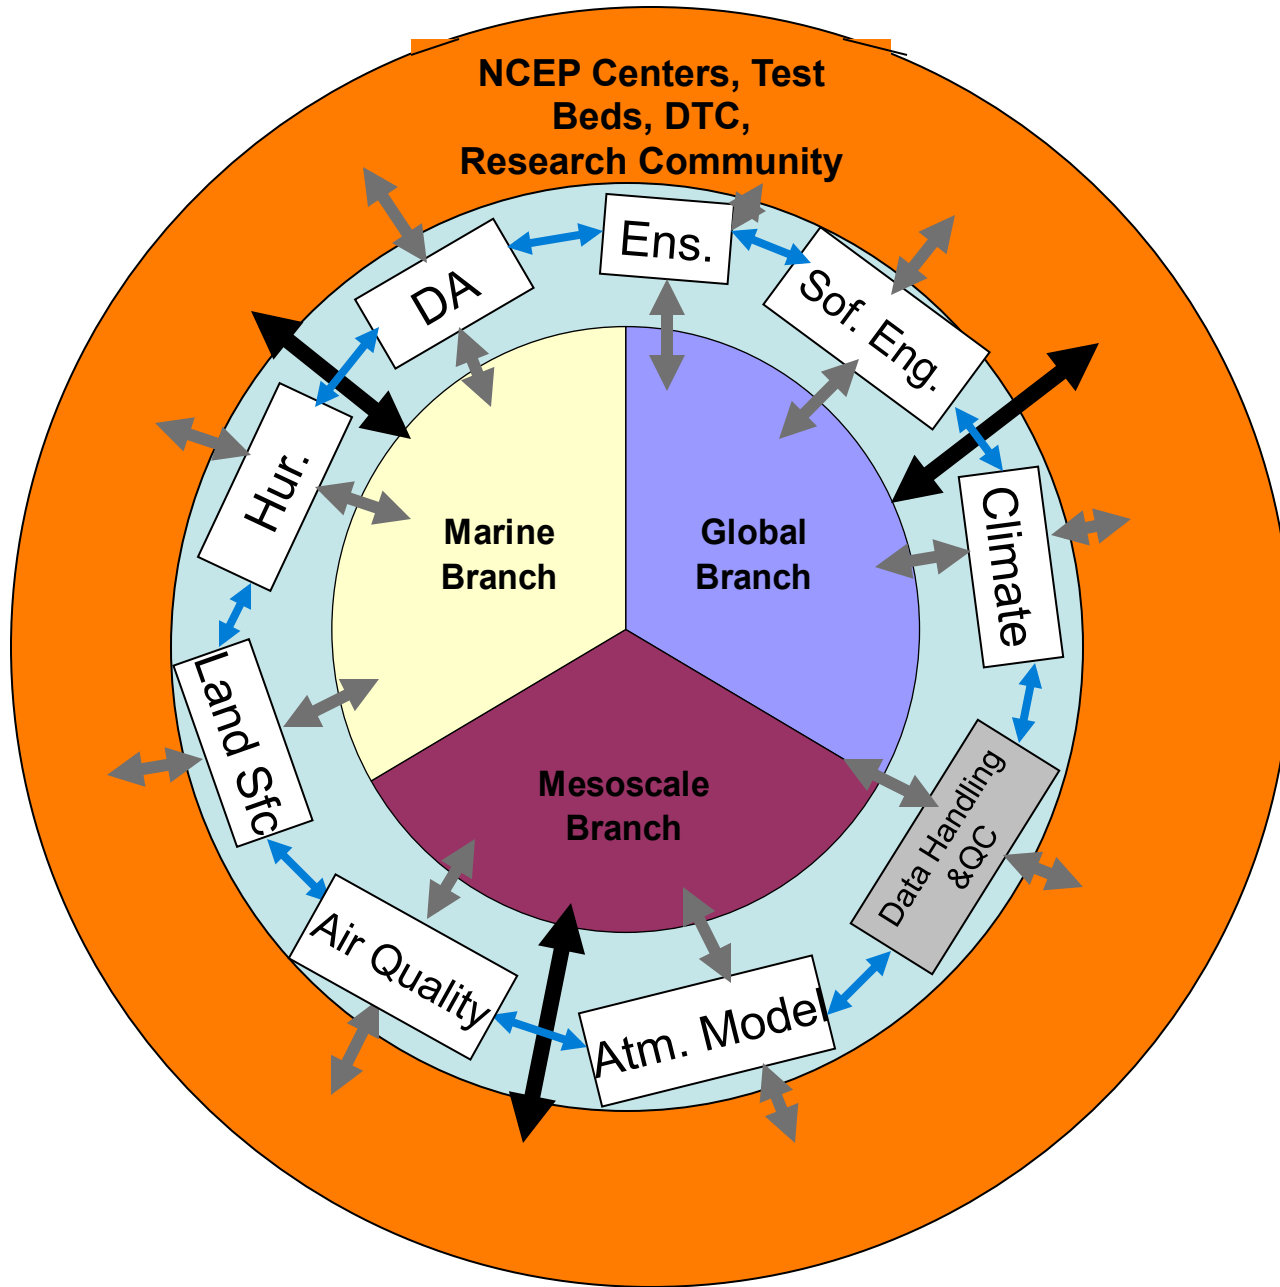 NCEP Centers, Test
Beds, DTC,
Research Community
Ens.
DA
Sof. Eng.
Hur.
Climate
Marine
Branch
Global
Branch
Land Sfc
Mesoscale
Branch
Data Handling
&QC
Air Quality
Atm. Model